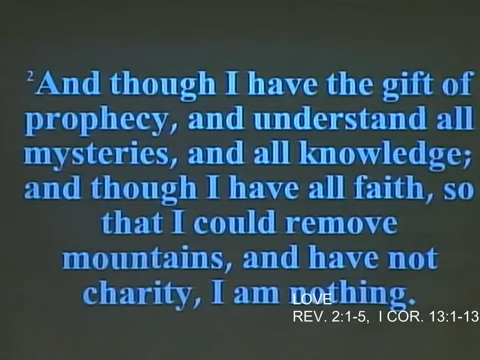 2And though I have the gift of
prophecy, and understand all
mysteries, and all knowledge;
and though I have all faith, so
that I could remove
mountains, and have not
charity, I am nothing.
LOVE
REV. 2:1-5, I COR. 13:1-13